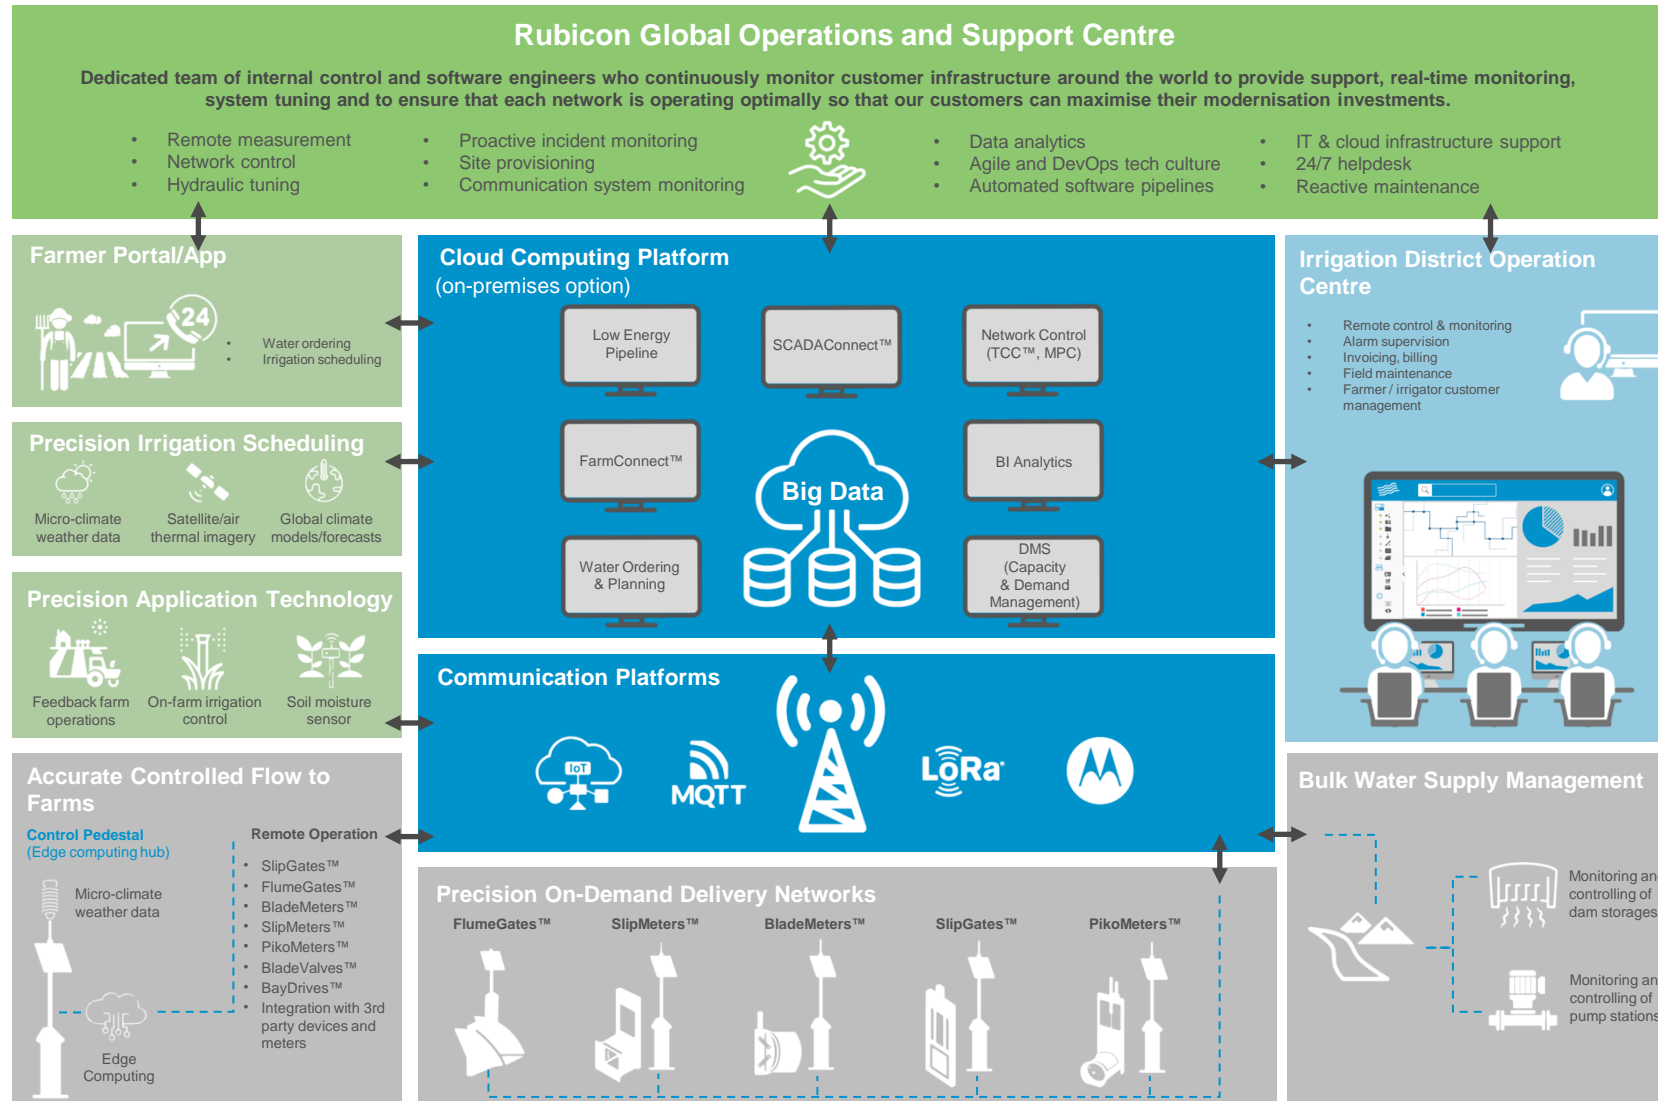 Rubicon Global Operations and Support Centre
Dedicated team of internal control and software engineers who continuously monitor customer infrastructure around the world to provide support, real-time monitoring,
system tuning and to ensure that each network is operating optimally so that our customers can maximise their modernisation investments.
• Remote measurement
• Network control
• Hydraulic tuning
• Proactive incident monitoring
• Site provisioning
• Communication system monitoring
• Data analytics
• Agile and DevOps tech culture
• Automated software pipelines
• IT & cloud infrastructure support
• 24/7 helpdesk
• Reactive maintenance
Farmer Portal/App
24
• Water ordering
• Irrigation scheduling
Precision Irrigation Scheduling
Micro-climate
weather data
Satellite/air
thermal imagery
Global climate
models/forecasts
Precision Application Technology
Feedback farm
operations
On-farm irrigation
control
Soil moisture
sensor
Cloud Computing Platform
(on-premises option)
Low Energy
Pipeline
SCADAConnect™
Network Control
(TCC™, MPC)
FarmConnect™
Big Data
BI Analytics
Water Ordering
& Planning
DMS
(Capacity
& Demand
Management)
Irrigation District Operation
Centre
• Remote control & monitoring
• Alarm supervision
• Invoicing, billing
• Field maintenance
• Farmer / irrigator customer
management
Communication Platforms
IoT
MQTT
LoRa
Accurate Controlled Flow to
Farms
Control Pedestal
(Edge computing hub)
Micro-climate
weather data
Edge
Computing
Remote Operation
• SlipGates™
• FlumeGates™
• BladeMeters™
• SlipMeters™
• PikoMeters™
• BladeValves™
• BayDrives™
• Integration with 3rd
party devices and
meters
Precision On-Demand Delivery Networks
FlumeGates™
SlipMeters™
BladeMeters™
SlipGates™
PikoMeters™
Bulk Water Supply Management
Monitoring an
controlling of
dam storages
Monitoring an
controlling of
pump stations